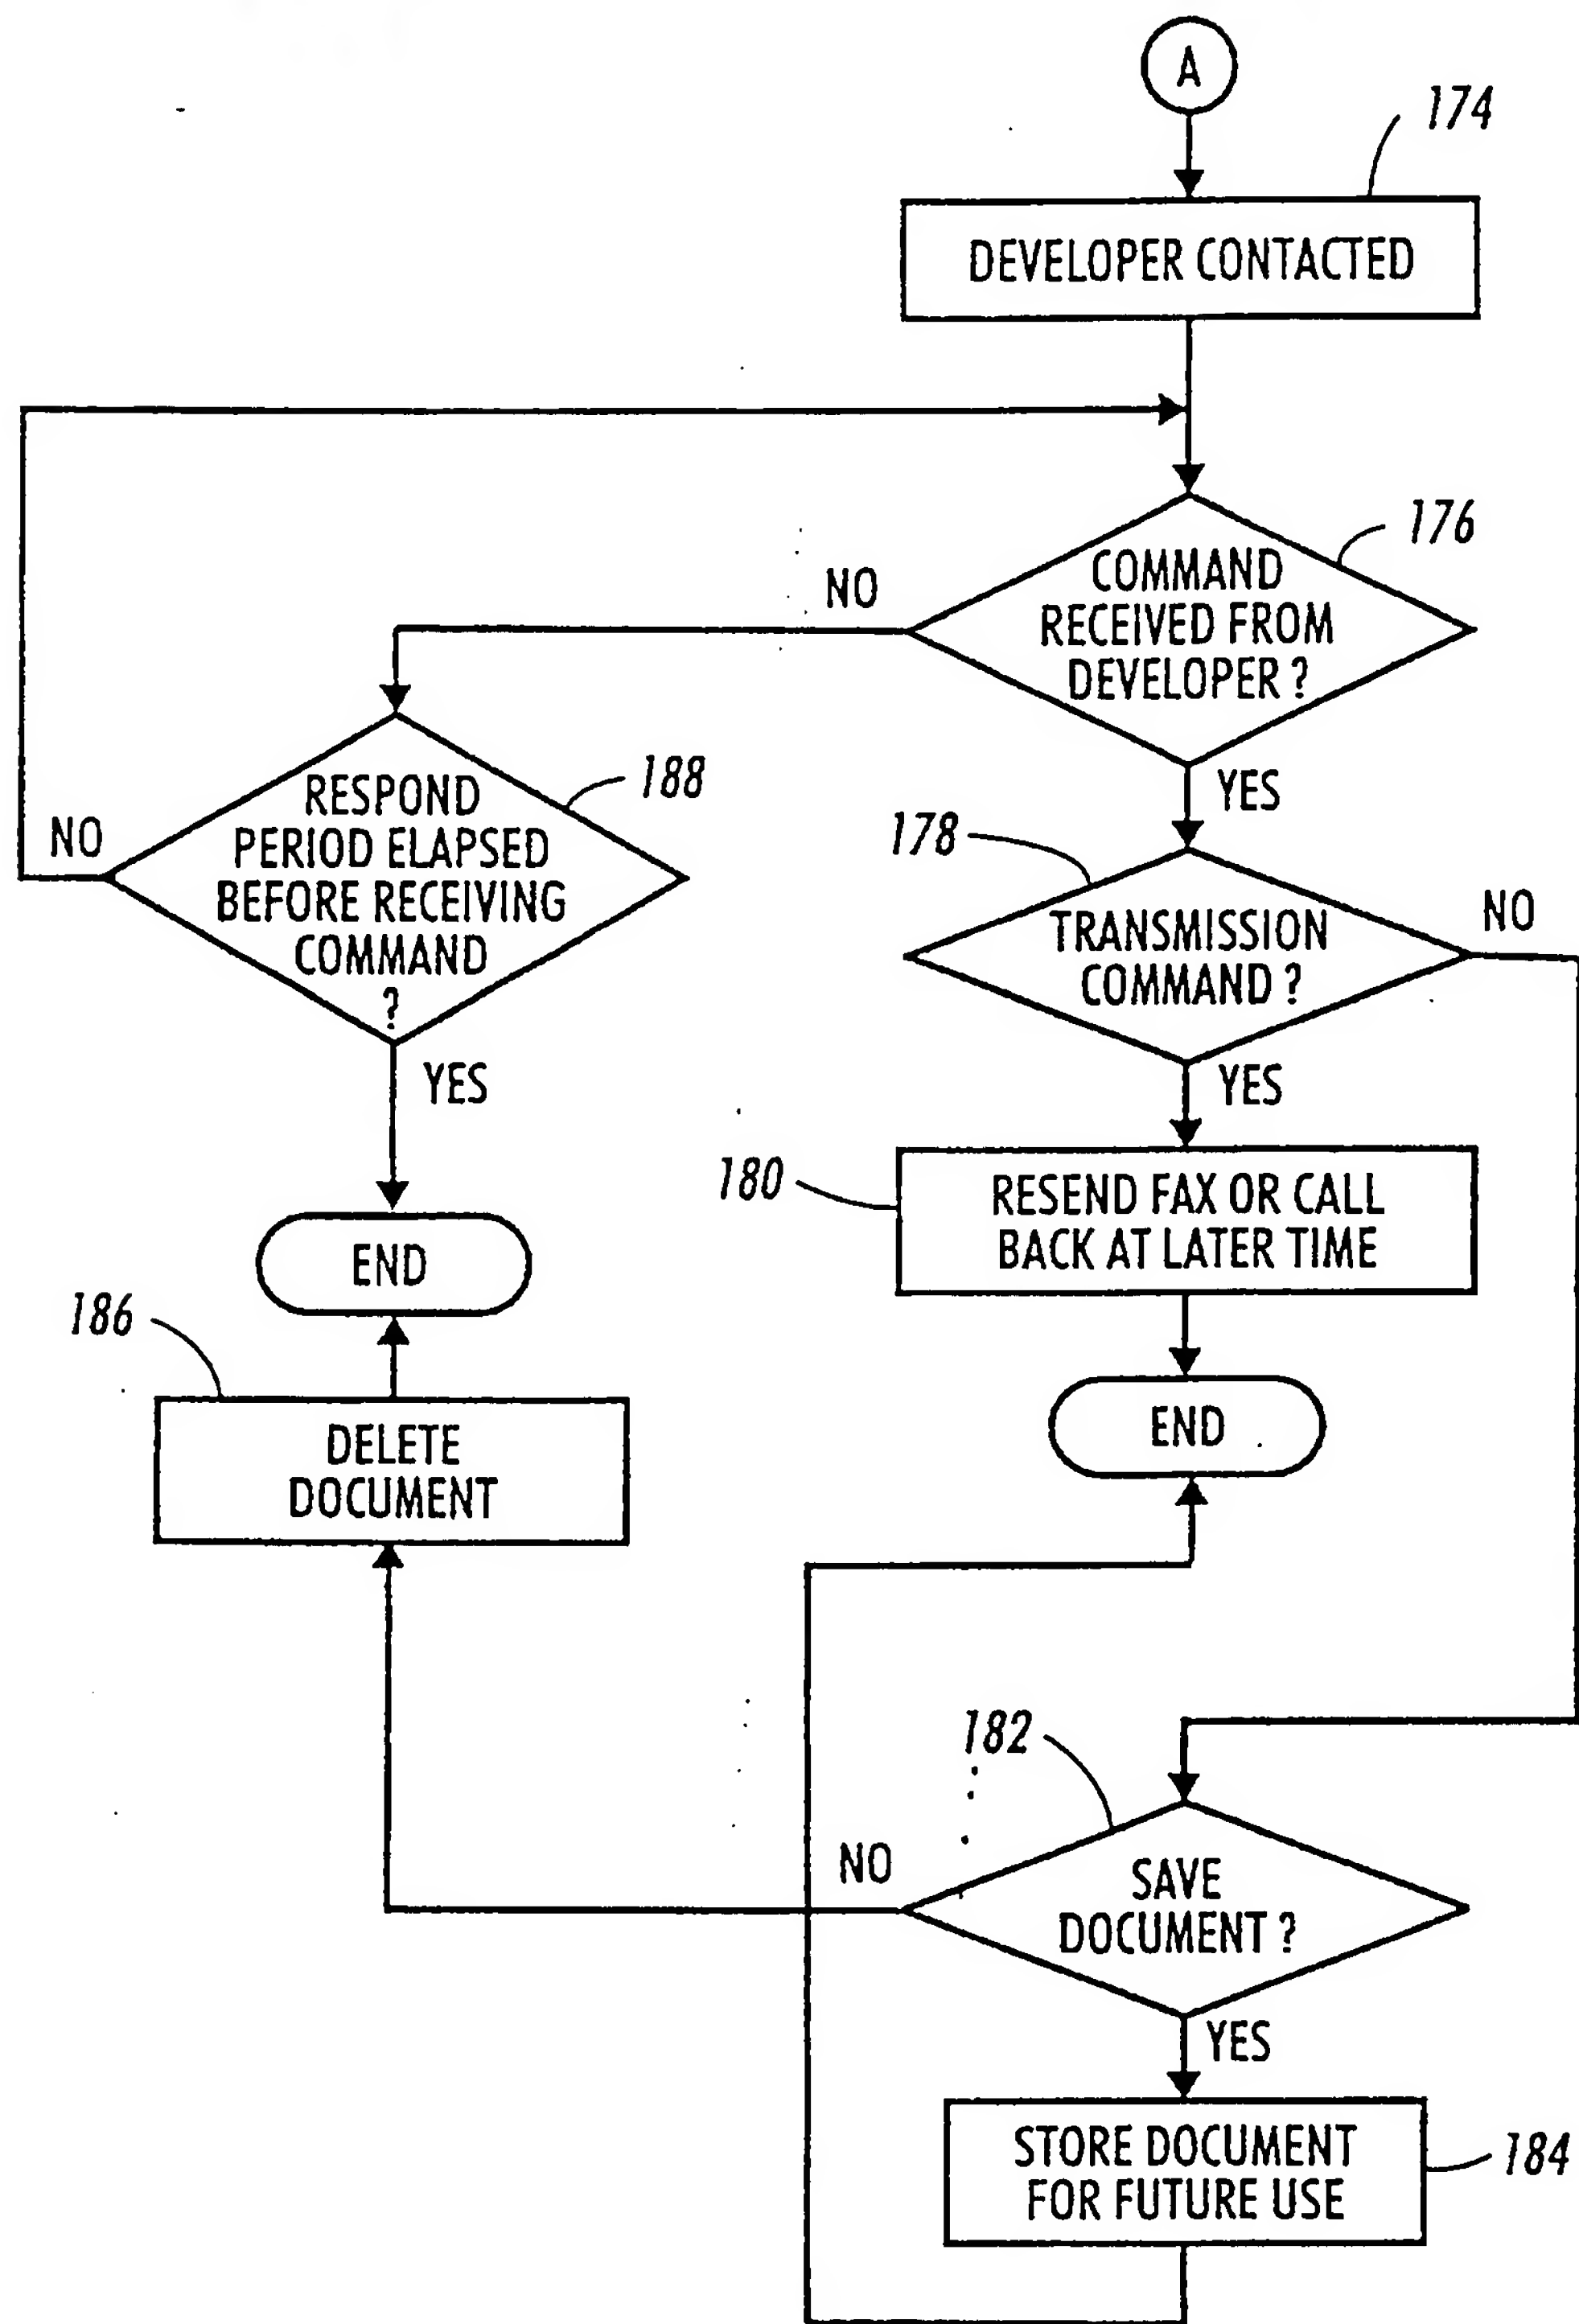 A
174
DEVELOPER CONTACTED
176
COMMAND
RECEIVED FROM
DEVELOPER ?
NO
YES
188
RESPOND
PERIOD ELAPSED
BEFORE RECEIVING
COMMAND
?
NO
YES
178
TRANSMISSION
COMMAND ?
NO
YES
180
RESEND FAX OR CALL
BACK AT LATER TIME
END
END
186
DELETE
DOCUMENT
182
SAVE
DOCUMENT ?
NO
YES
STORE DOCUMENT
FOR FUTURE USE
184